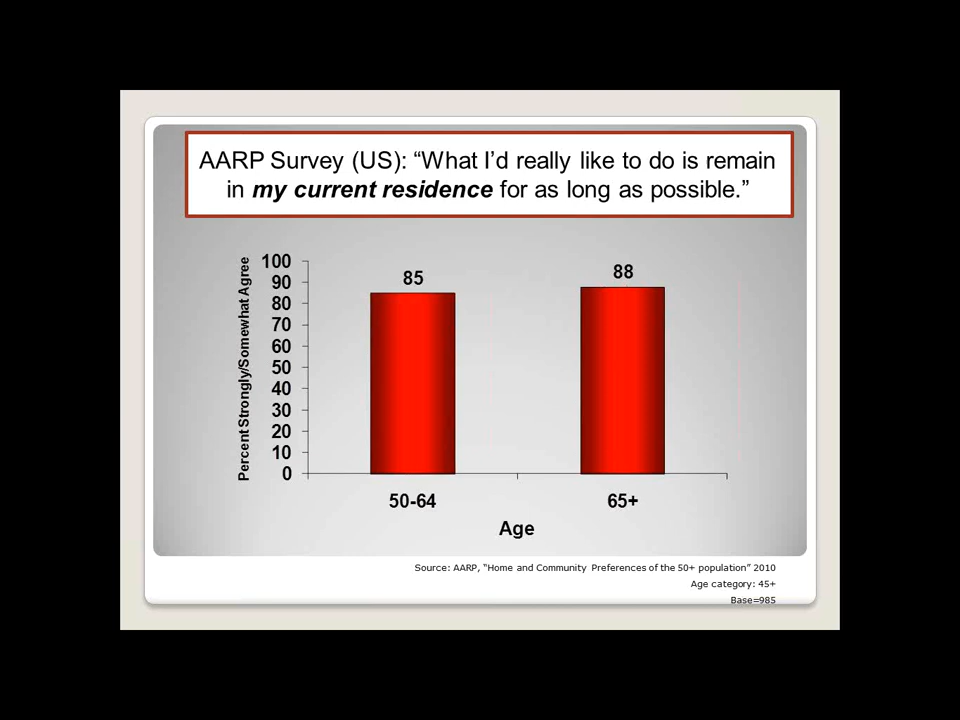 AARP Survey (US): “What I’d really like to do is remain
in my current residence for as long as possible.”
Percent Strongly/Somewhat Agree
100
90
80
70
60
50
40
30
20
10
0
85
88
50-64
65+
Age
Source: AARP, “Home and Community Preferences of the 50+ population” 2010
Age category: 45+
Base=985